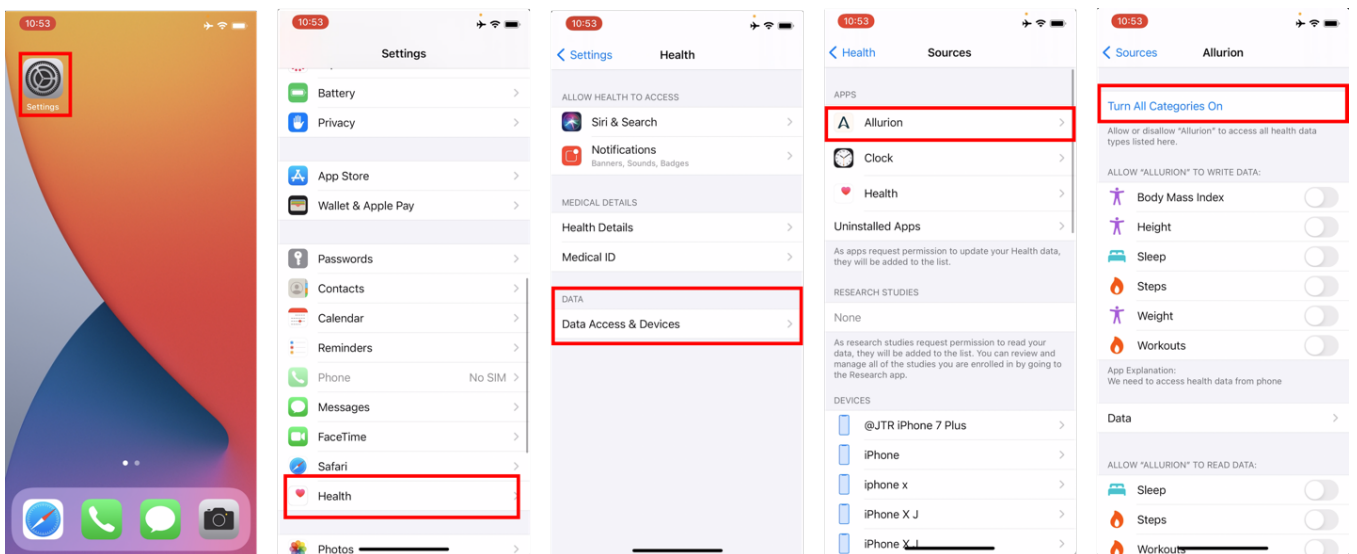 10:53
Settings
10:53
Settings
Battery
Privacy
App Store
Wallet & Apple Pay
Passwords
Contacts
Calendar
Reminders
Phone No SIM
Messages
FaceTime
Safari
Health
Photos
10:53
Settings Health
ALLOW HEALTH TO ACCESS
Siri & Search
Notifications
Banners, Sounds, Badges
MEDICAL DETAILS
Health Details
Medical ID
DATA
Data Access & Devices
10:53
Health Sources
APPS
Allurion
Clock
Health
Uninstalled Apps
As apps request permission to update your Health data,
they will be added to the list.
RESEARCH STUDIES
None
As research studies request permission to read your
data, they will be added to the list. You can review and
manage all of the studies you are enrolled in by going to
the Research app.
DEVICES
@JTR iPhone 7 Plus
iPhone
iphone x
iPhone X J
iPhone X J
10:53
Sources Allurion
Turn All Categories On
Allow or disallow "Allurion" to access all health data
types listed here.
ALLOW "ALLURION" TO WRITE DATA:
Body Mass Index
Height
Sleep
Steps
Weight
Workouts
App Explanation:
We need to access health data from phone
Data
ALLOW "ALLURION" TO READ DATA:
Sleep
Steps
Workouts